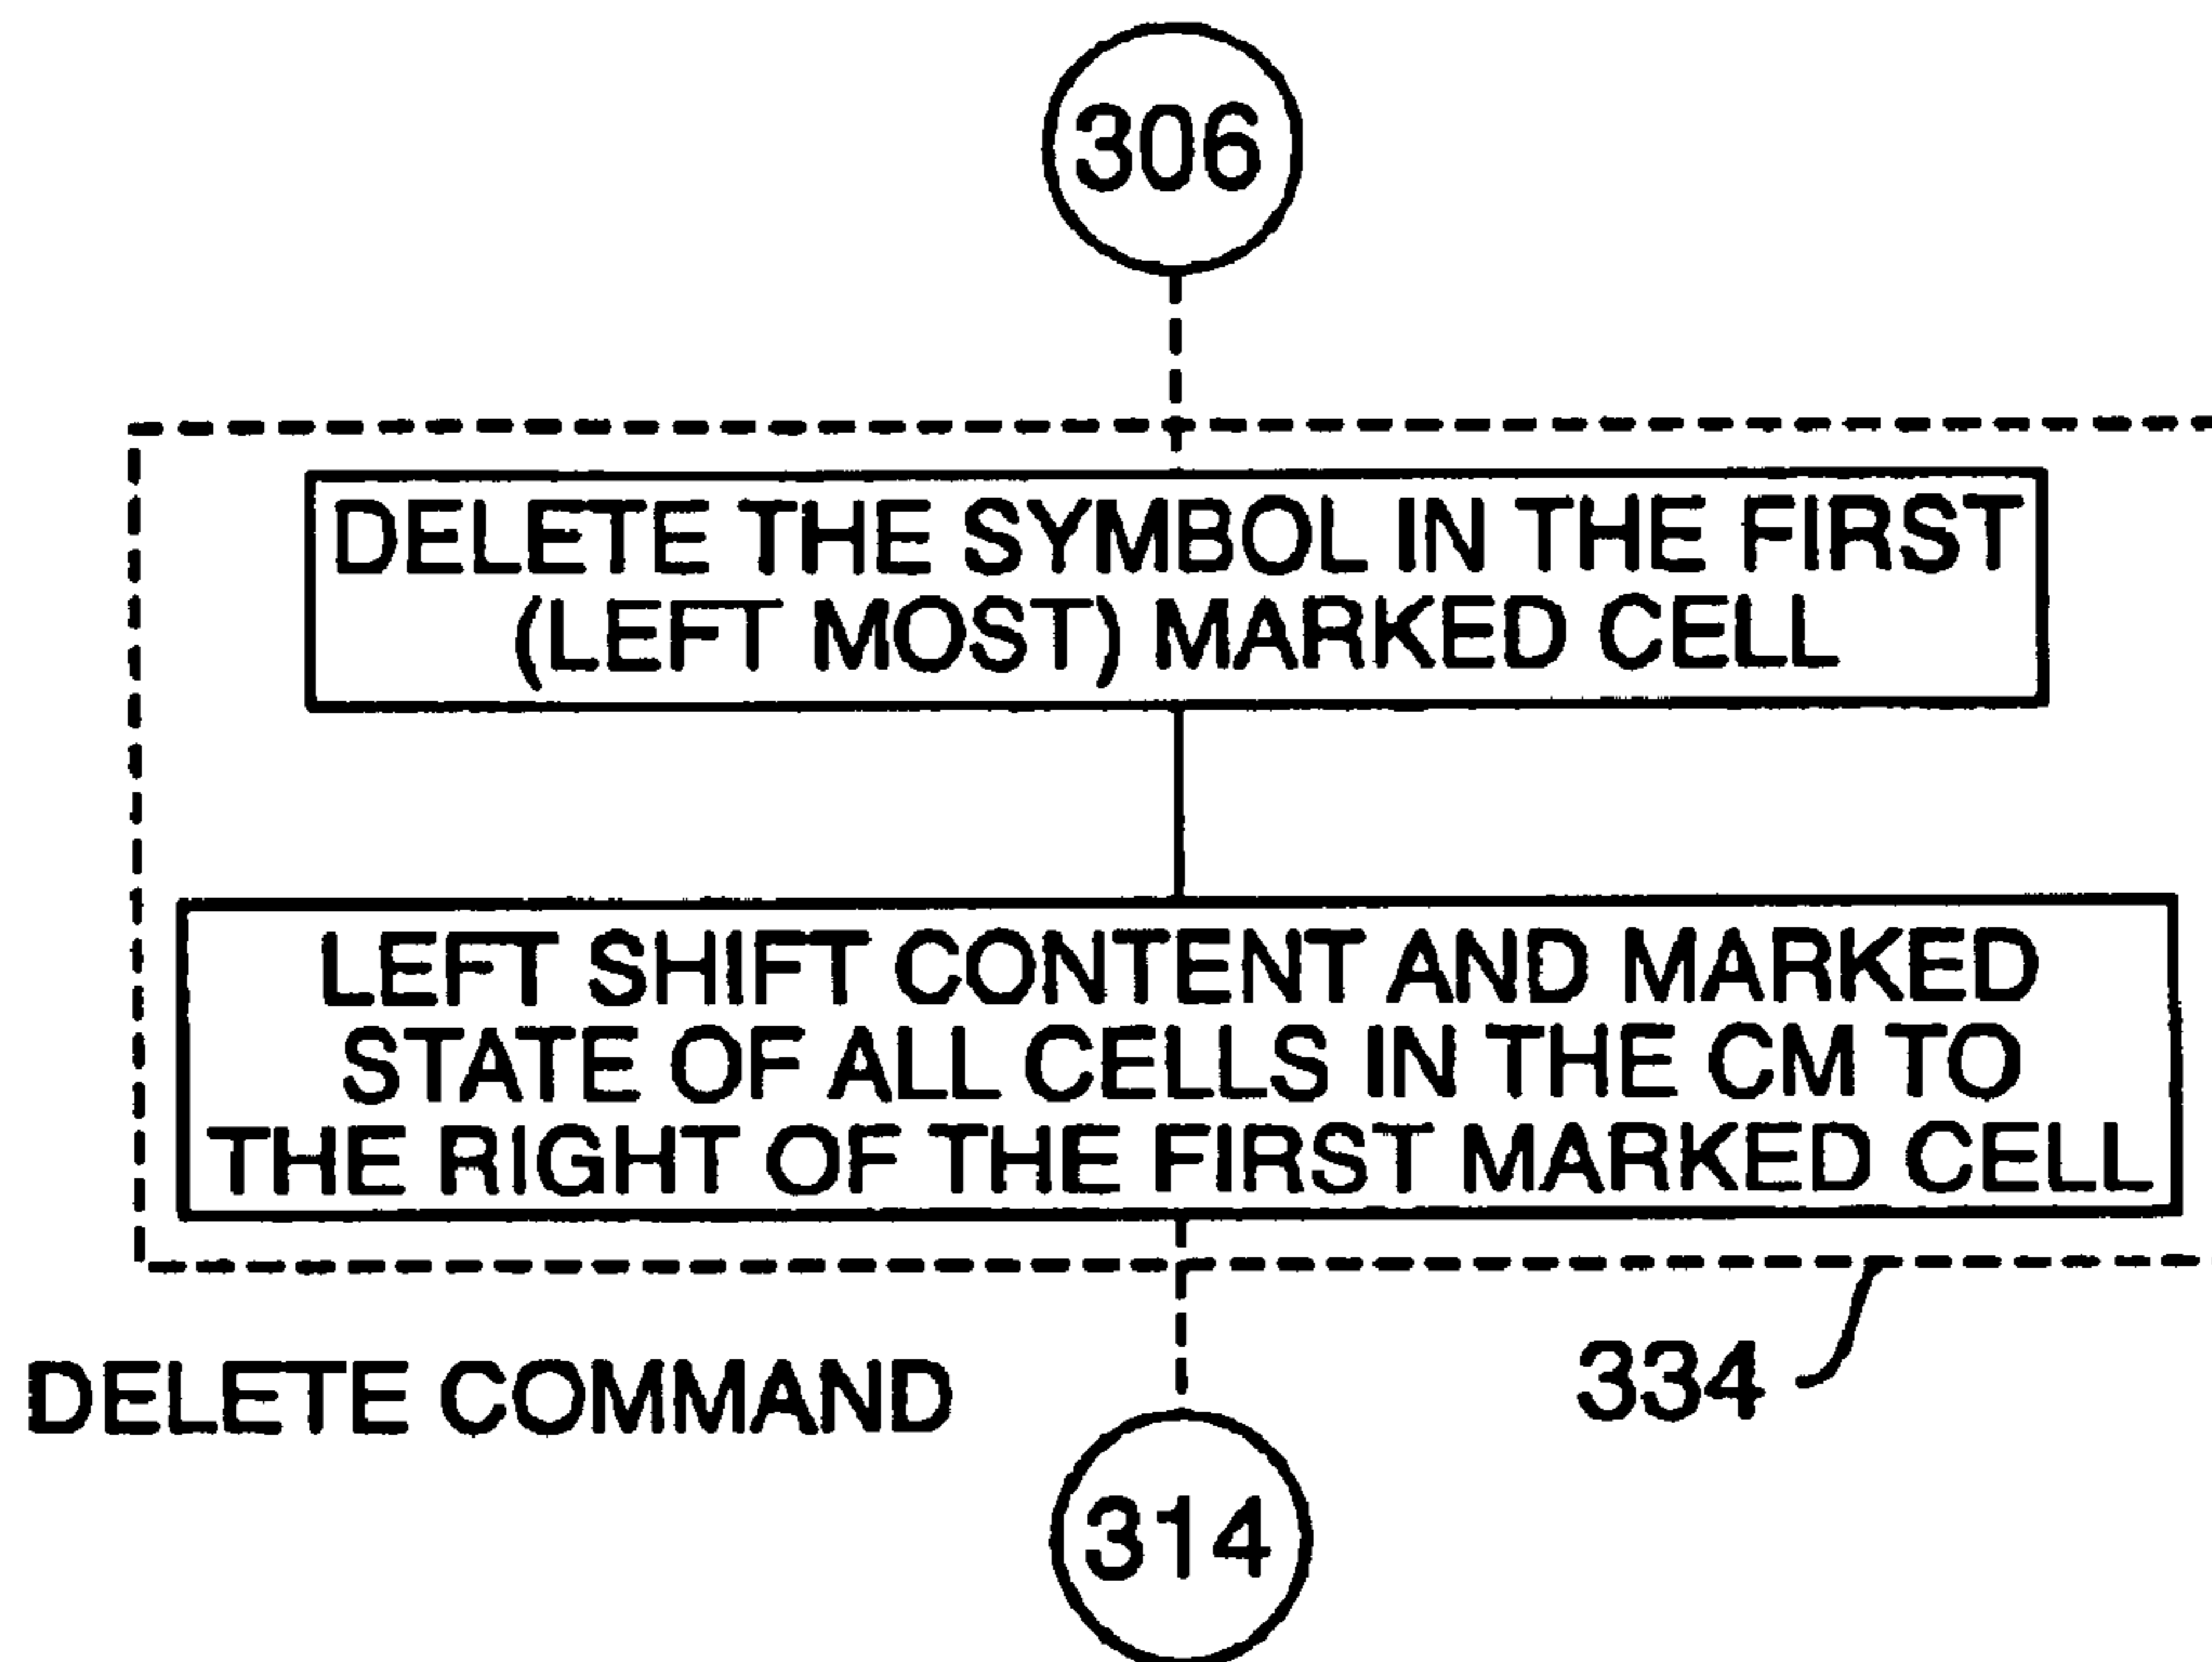 306
DELETE THE SYMBOL IN THE FIRST
(LEFT MOST) MARKED CELL
LEFT SHIFT CONTENT AND MARKED
STATE OF ALL CELLS IN THE CM TO
THE RIGHT OF THE FIRST MARKED CELL
DELETE COMMAND
334
314